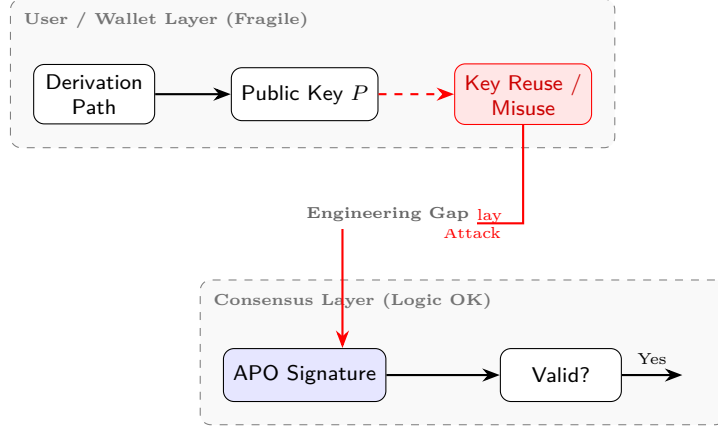 User / Wallet Layer (Fragile)
Derivation
Path
Public Key P
Key Reuse /
Misuse
Engineering Gap
lay
Attack
Consensus Layer (Logic OK)
APO Signature
Valid?
Yes